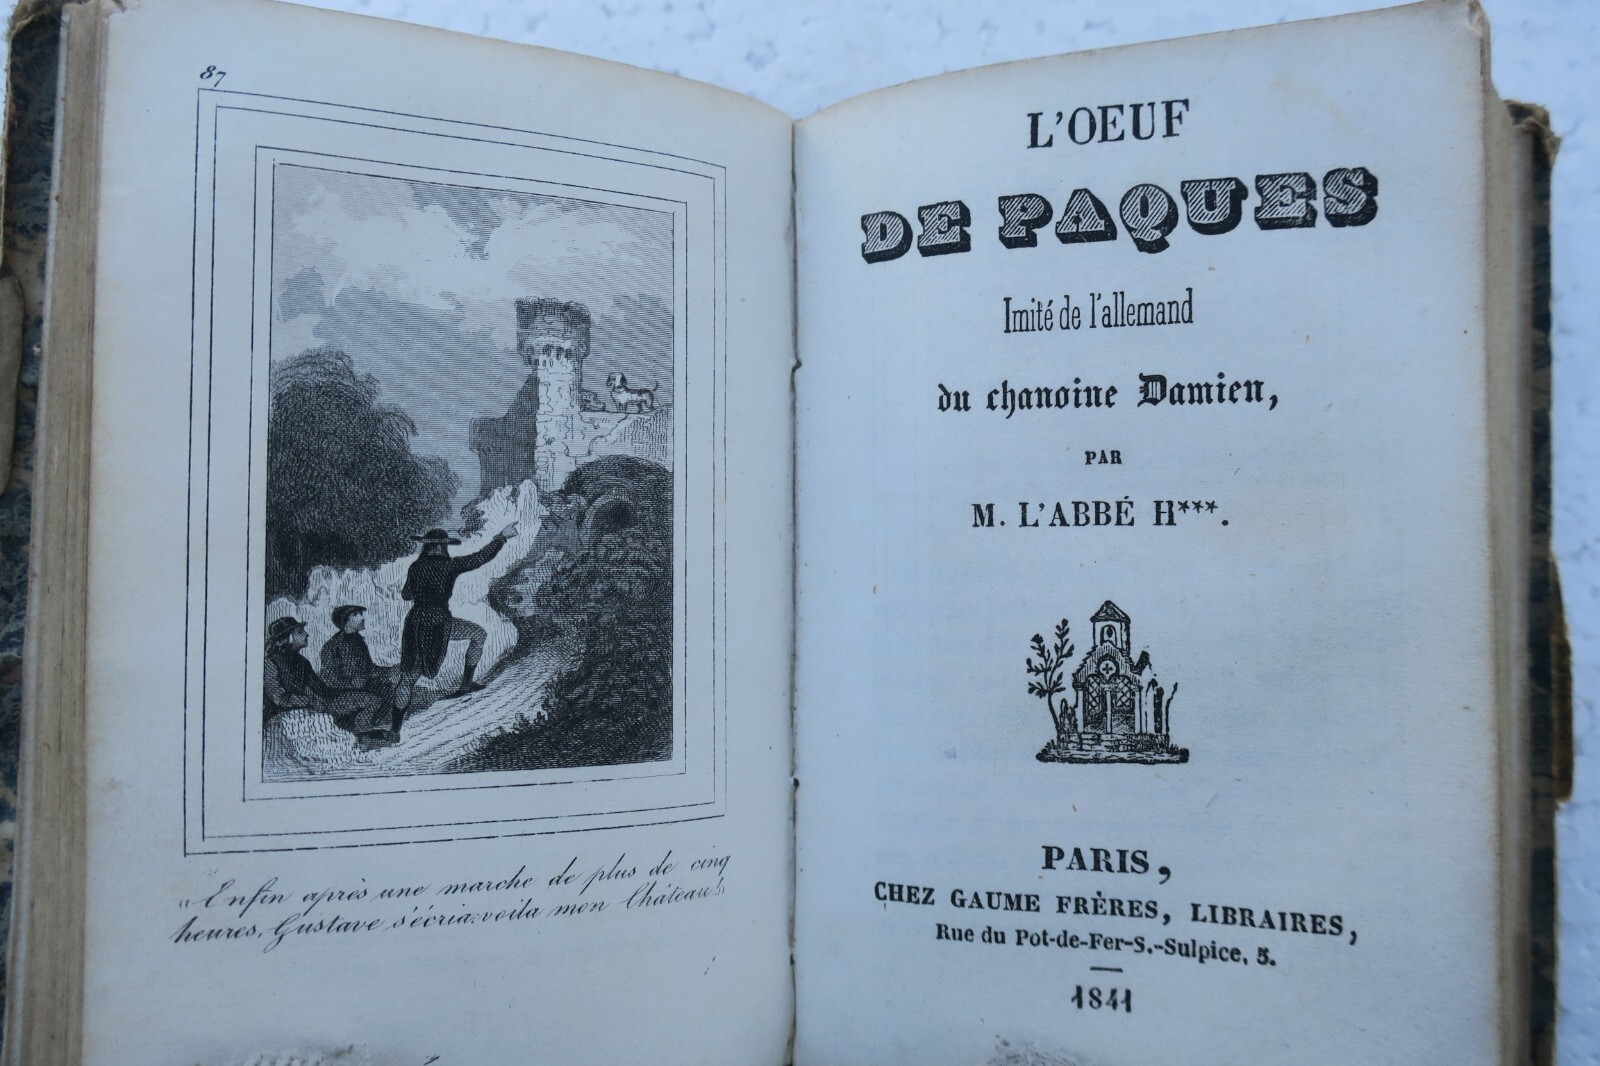 87
« Enfin après une marche de plus de cinq
heures, Gustave s'écria: voila mon Château! »
L'OEUF
DE PAQUES
Imité de l'allemand
du chanoine Damien,
PAR
M. L'ABBÉ H***.
PARIS,
CHEZ GAUME FRÈRES, LIBRAIRES,
Rue du Pot-de-Fer-S.-Sulpice, 5.
1841